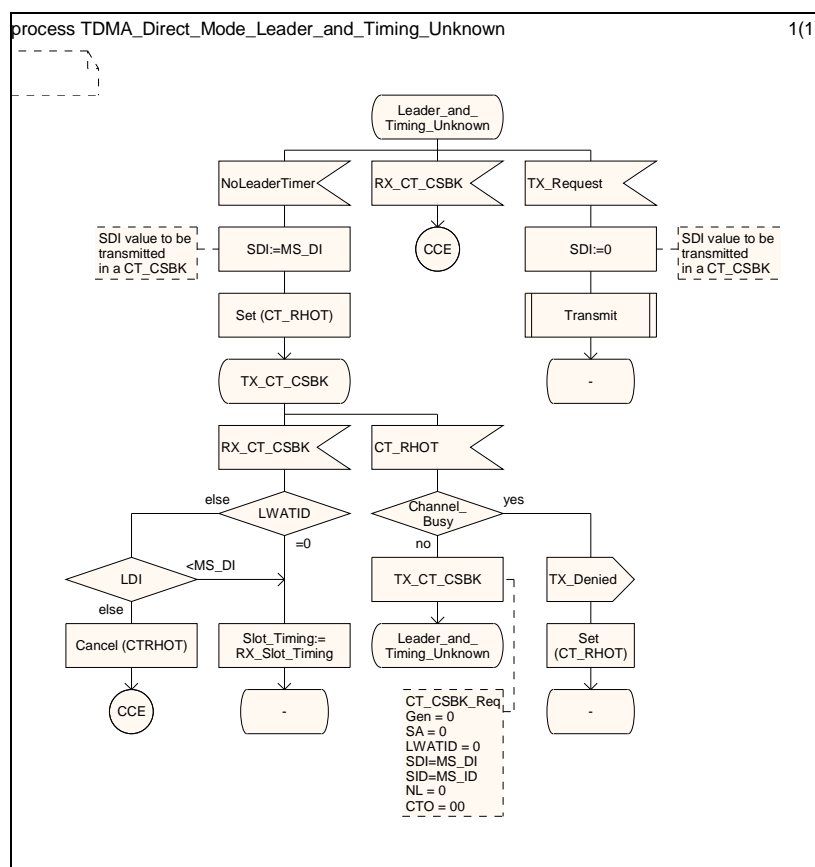 process TDMA_Direct_Mode_Leader_and_Timing_Unknown
1(1
Leader_and_
Timing_Unknown
NoLeaderTimer
RX_CT_CSBK
TX_Request
SDI value to be
transmitted
in a CT_CSBK
SDI:=MS_DI
CCE
SDI:=0
SDI value to be
transmitted
in a CT_CSBK
Set (CT_RHOT)
Transmit
TX_CT_CSBK
-
RX_CT_CSBK
CT_RHOT
else
LWATID
=0
Channel_
Busy
yes
no
LDI
<MS_DI
else
TX_CT_CSBK
TX_Denied
Cancel (CTRHOT)
Slot_Timing:=
RX_Slot_Timing
Leader_and_
Timing_Unknown
Set
(CT_RHOT)
CCE
-
CT_CSBK_Req
Gen = 0
SA = 0
LWATID = 0
SDI=MS_DI
SID=MS_ID
NL = 0
CTO = 00
-